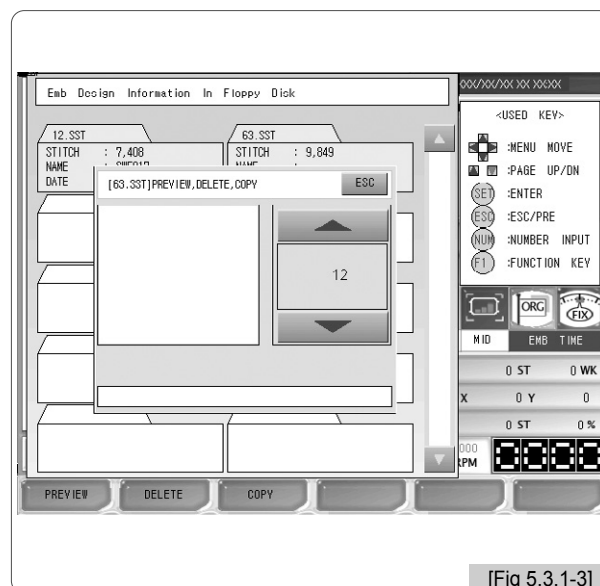 Emb Design Information In Floppy Disk
12.SST
STITCH : 7,408
NAME :
DATE
63.SST
STITCH : 9,849
NAME :
[63.SST]PREVIEW,DELETE,COPY
ESC
12
PREVIEW
DELETE
COPY
XX/XX/XX XX:XX:XX
<USED KEY>
:MENU MOVE
:PAGE UP/DN
SET :ENTER
ESC :ESC/PRE
NUM :NUMBER INPUT
F1 :FUNCTION KEY
ORG
FIX
MID
EMB TIME
0 ST 0 WK
X 0 Y 0
0 ST 0 %
RPM
0000
[Fig 5.3.1-3]